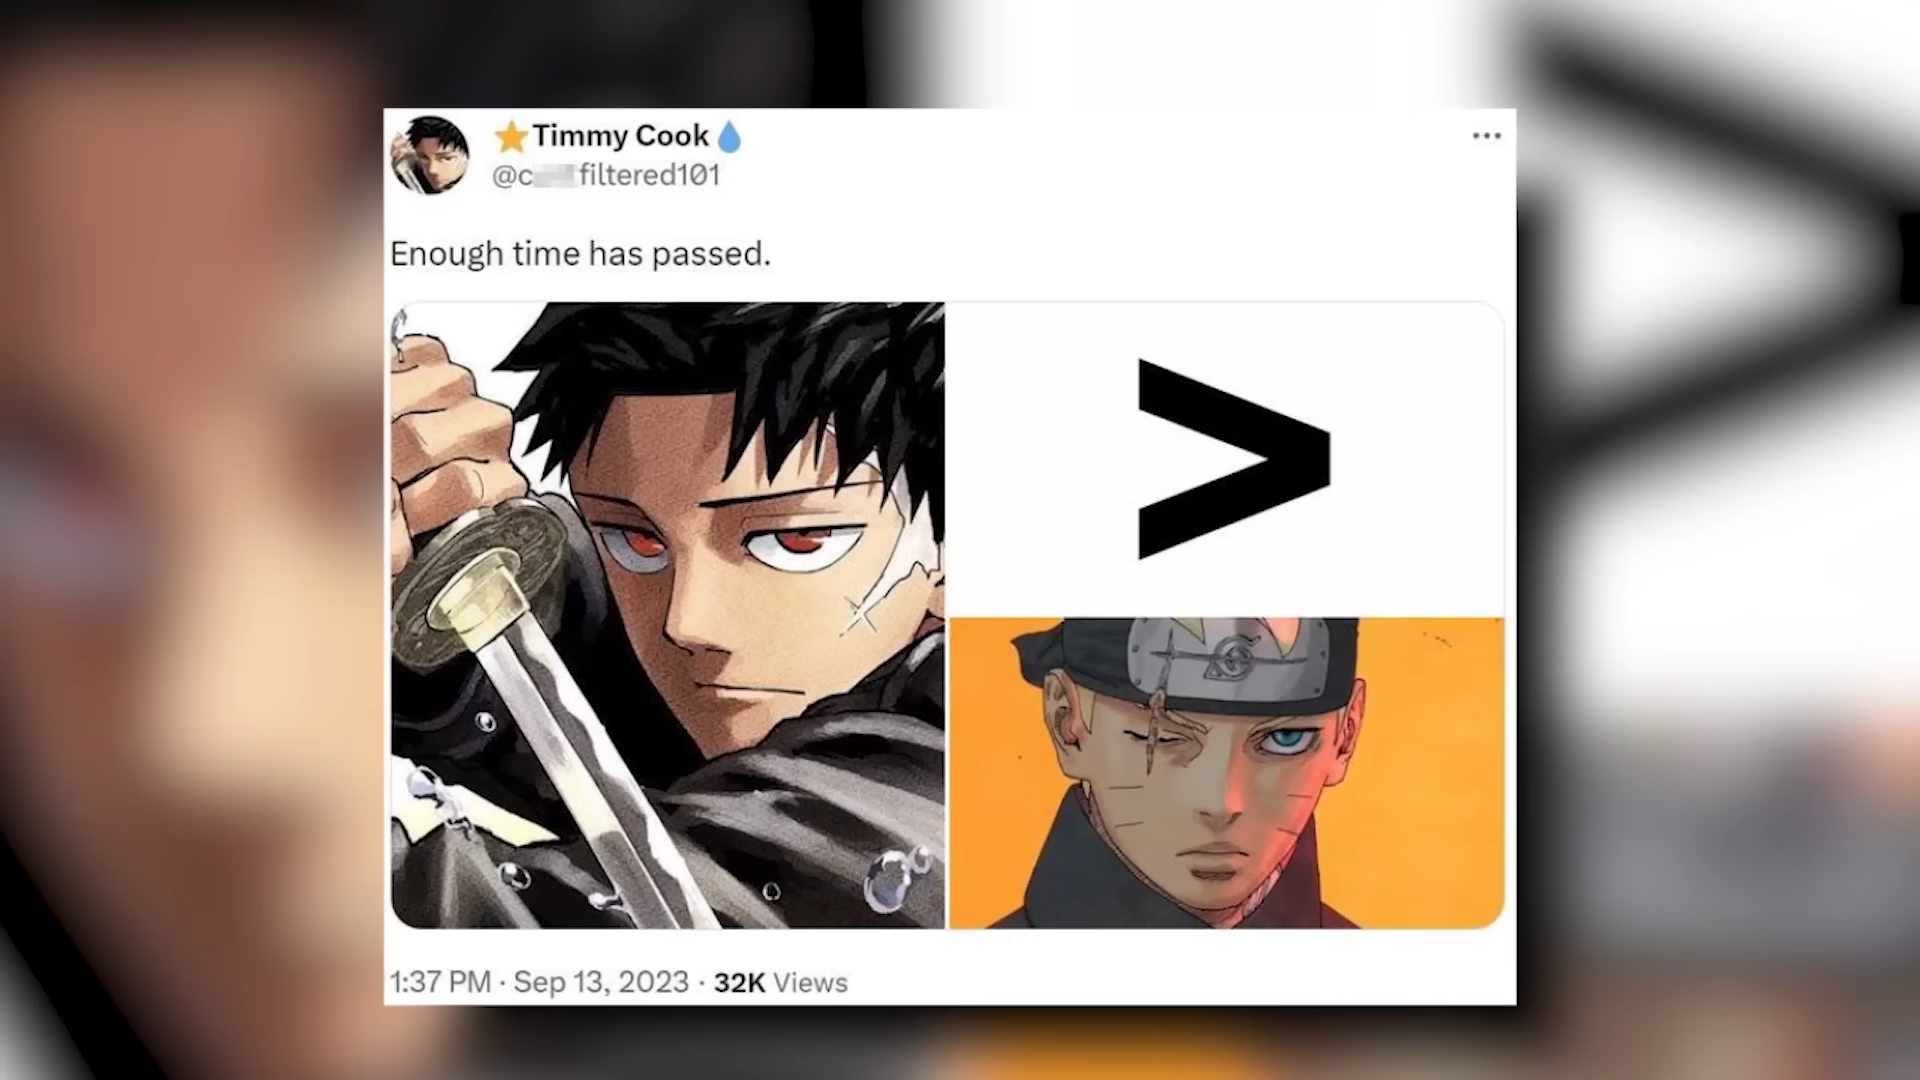 Timmy Cook
@c filtered101
Enough time has passed.
>
1:37 PM · Sep 13, 2023 · 32K Views